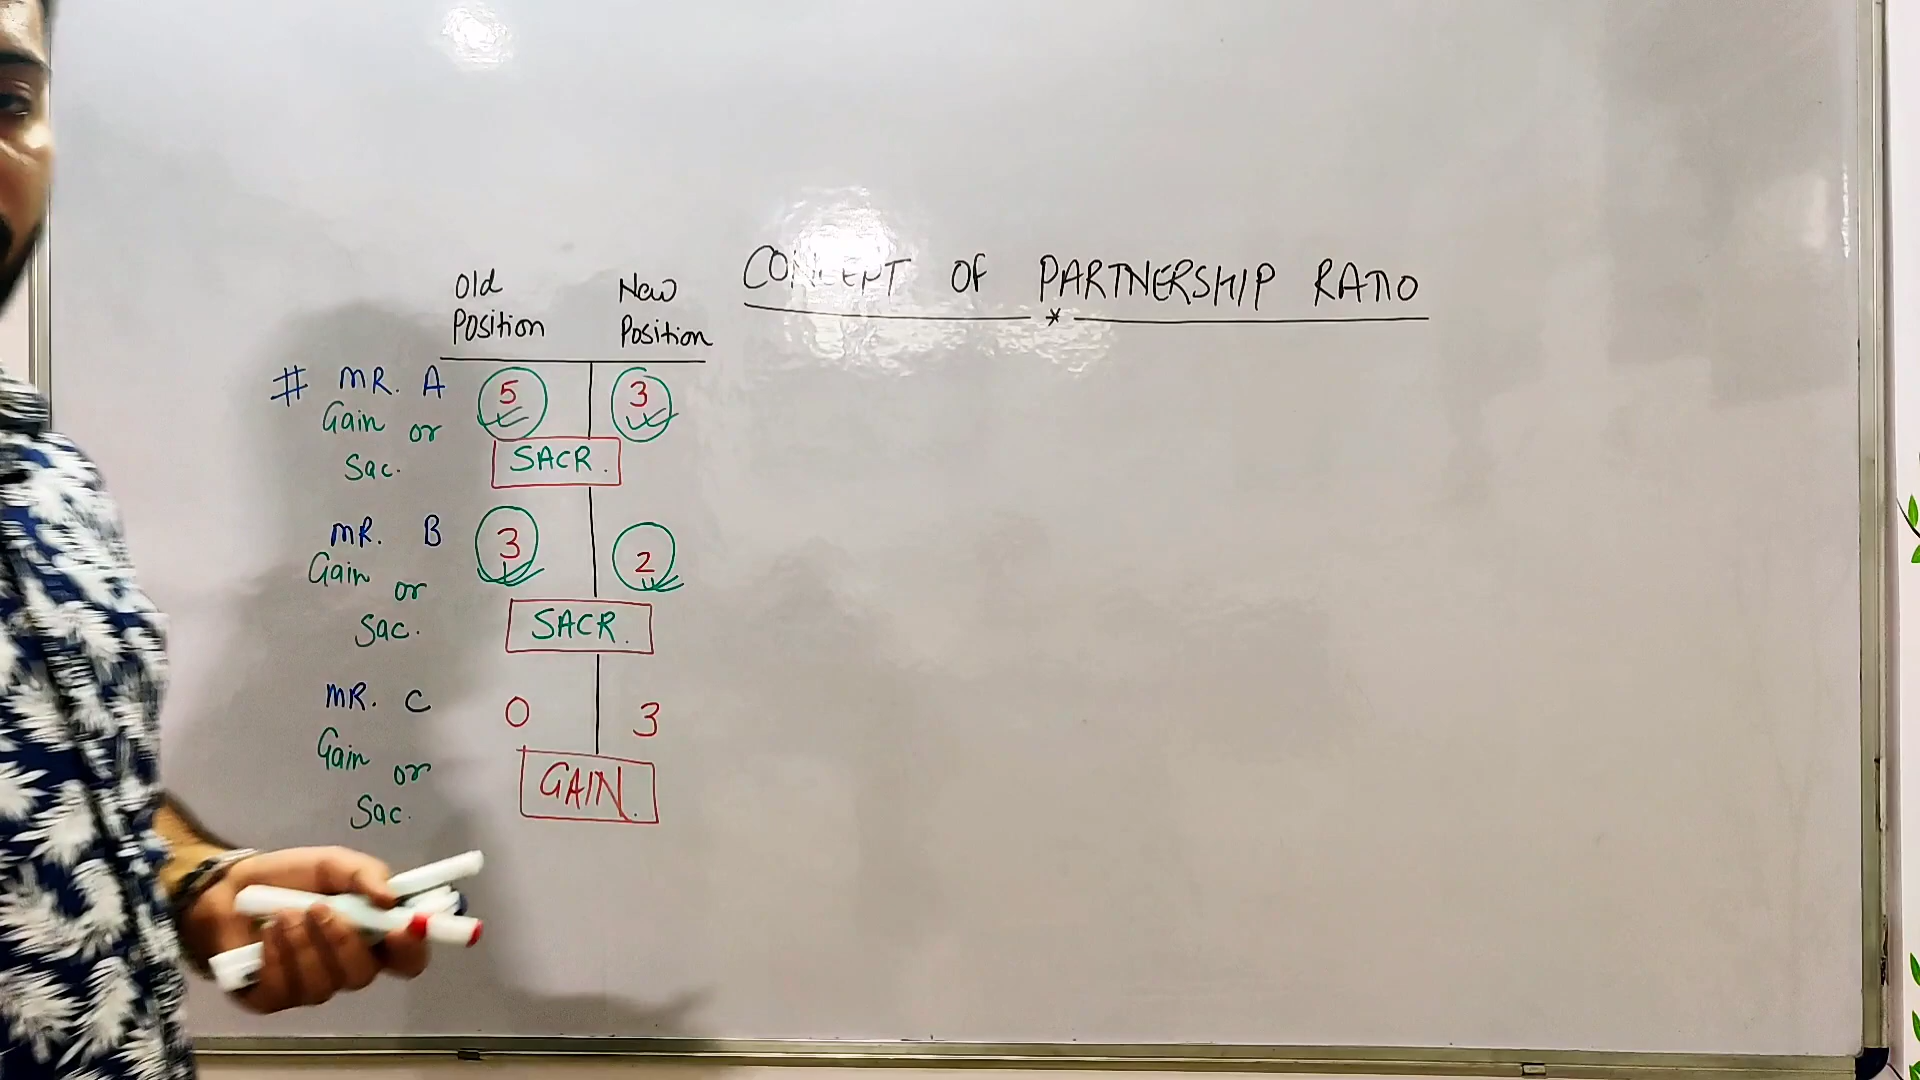 CONCEPT OF PARTNERSHIP RATIO
*
Old New
Position Position
# MR. A 5 3
Gain or
Sac.
SACR.
MR. B 3 2
Gain or
Sac.
SACR.
MR. C 0 3
Gain or
Sac.
GAIN.